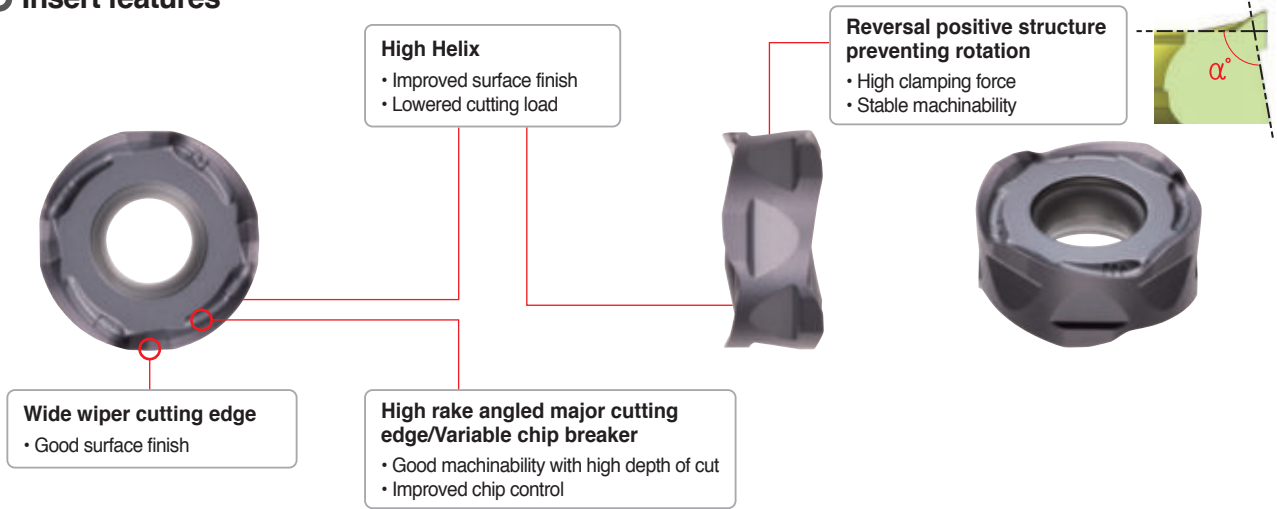 Insert features
High Helix
• Improved surface finish
• Lowered cutting load
Reversal positive structure
preventing rotation
• High clamping force
• Stable machinability
α°
Wide wiper cutting edge
• Good surface finish
High rake angled major cutting
edge/Variable chip breaker
• Good machinability with high depth of cut
• Improved chip control